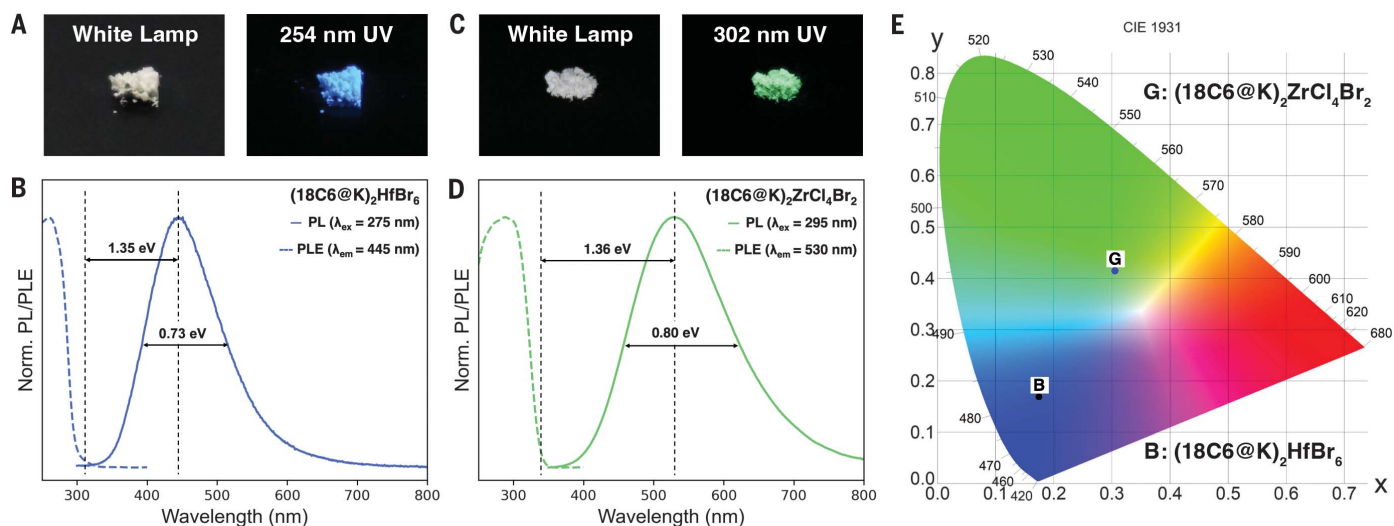 A
White Lamp
254 nm UV
B
(18C6@K)₂HfBr₆
PL (λex = 275 nm)
PLE (λem = 445 nm)
1.35 eV
0.73 eV
Norm. PL/PLE
300 400 500 600 700 800
Wavelength (nm)
C
White Lamp
302 nm UV
D
(18C6@K)₂ZrCl₄Br₂
PL (λex = 295 nm)
PLE (λem = 530 nm)
1.36 eV
0.80 eV
Norm. PL/PLE
300 400 500 600 700 800
Wavelength (nm)
E
CIE 1931
y
0.8
0.7
0.6
0.5
0.4
0.3
0.2
0.1
0.0
0.0 0.1 0.2 0.3 0.4 0.5 0.6 0.7
x
420
460
470
480
490
500
510
520
530
540
550
560
570
580
590
600
610
620
680
G: (18C6@K)₂ZrCl₄Br₂
G
B
B: (18C6@K)₂HfBr₆